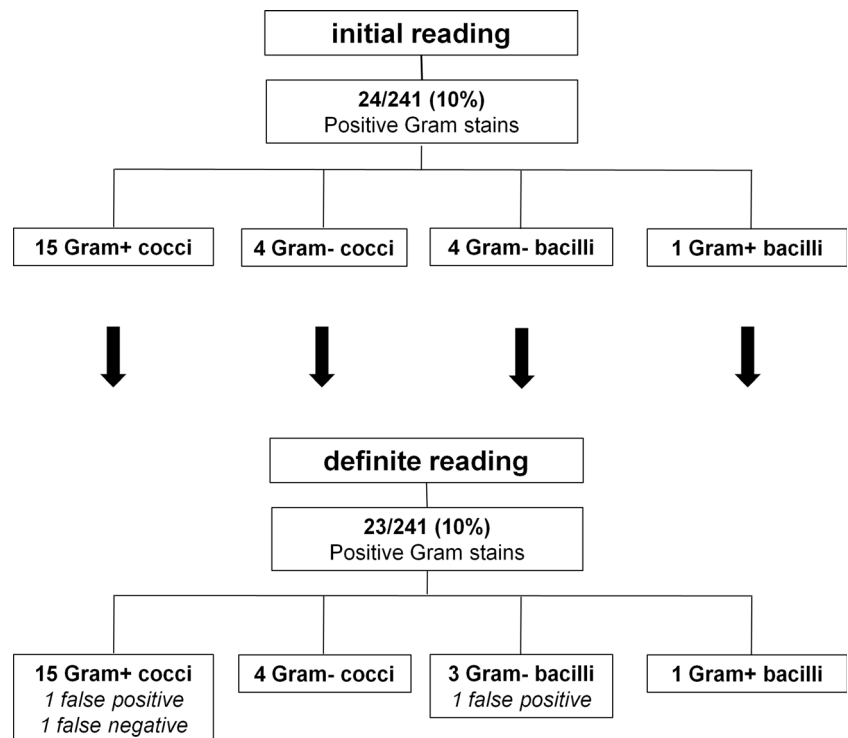 initial reading
24/241 (10%)
Positive Gram stains
15 Gram+ cocci
4 Gram- cocci
4 Gram- bacilli
1 Gram+ bacilli
definite reading
23/241 (10%)
Positive Gram stains
15 Gram+ cocci
1 false positive
1 false negative
4 Gram- cocci
3 Gram- bacilli
1 false positive
1 Gram+ bacilli